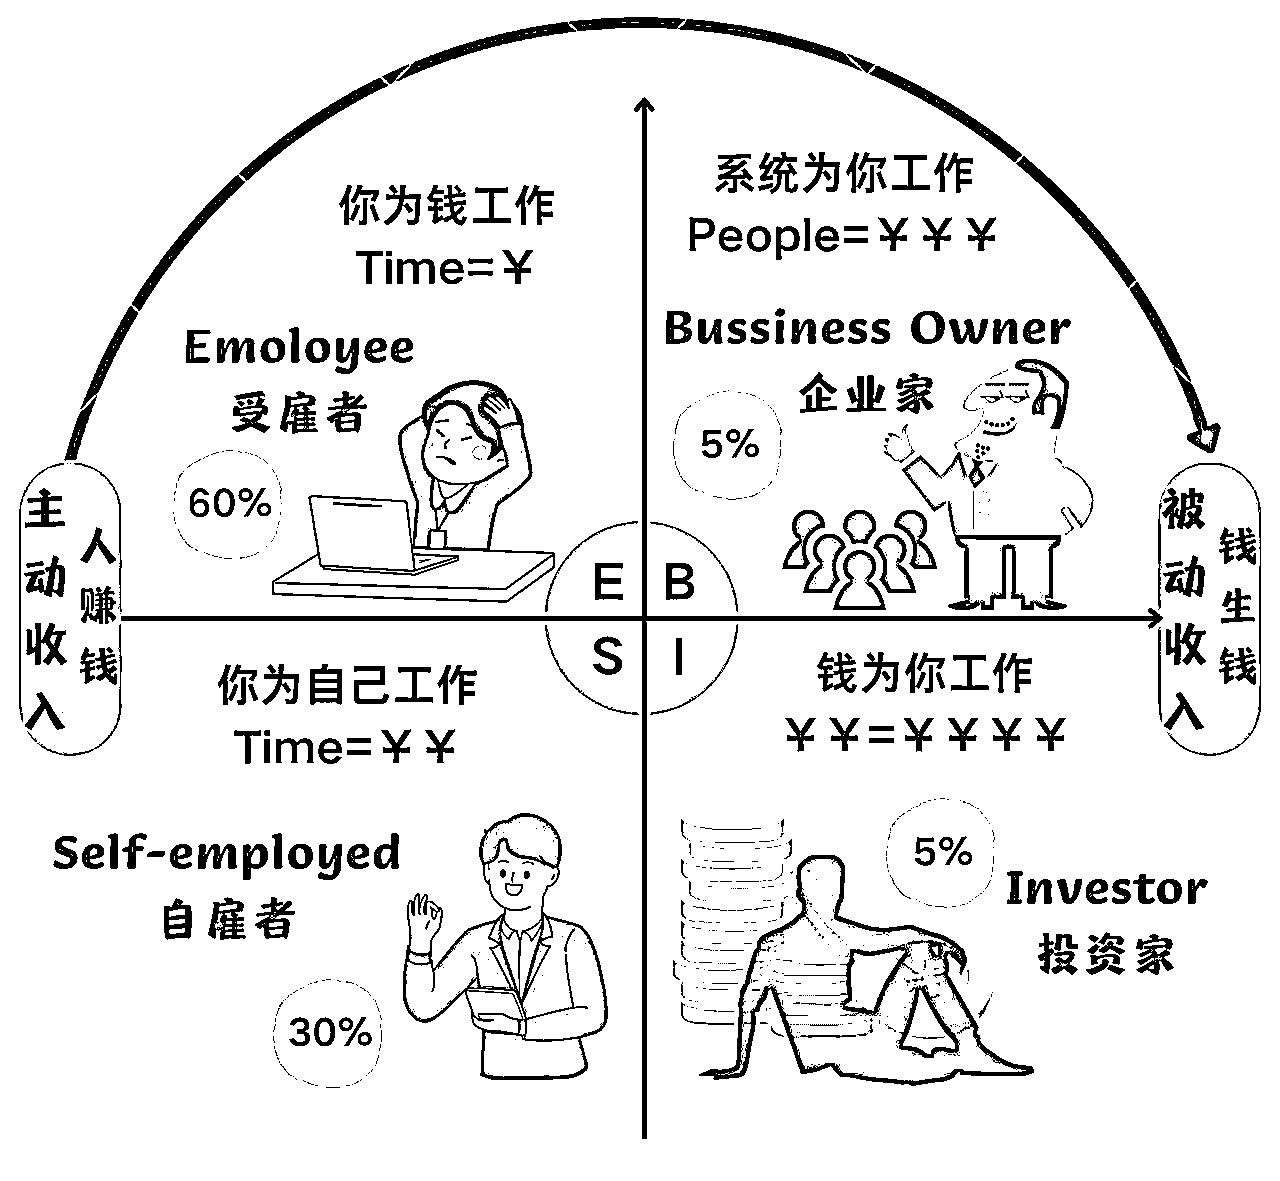 你为钱工作
Time=￥
Emoloyee
受雇者
60%
系统为你工作
People=￥￥￥
Bussiness Owner
企业家
5%
主动收入
人赚钱
被动收入
钱生钱
E
B
S
I
你为自己工作
Time=￥￥
Self-employed
自雇者
30%
钱为你工作
￥￥=￥￥￥￥
5%
Investor
投资家